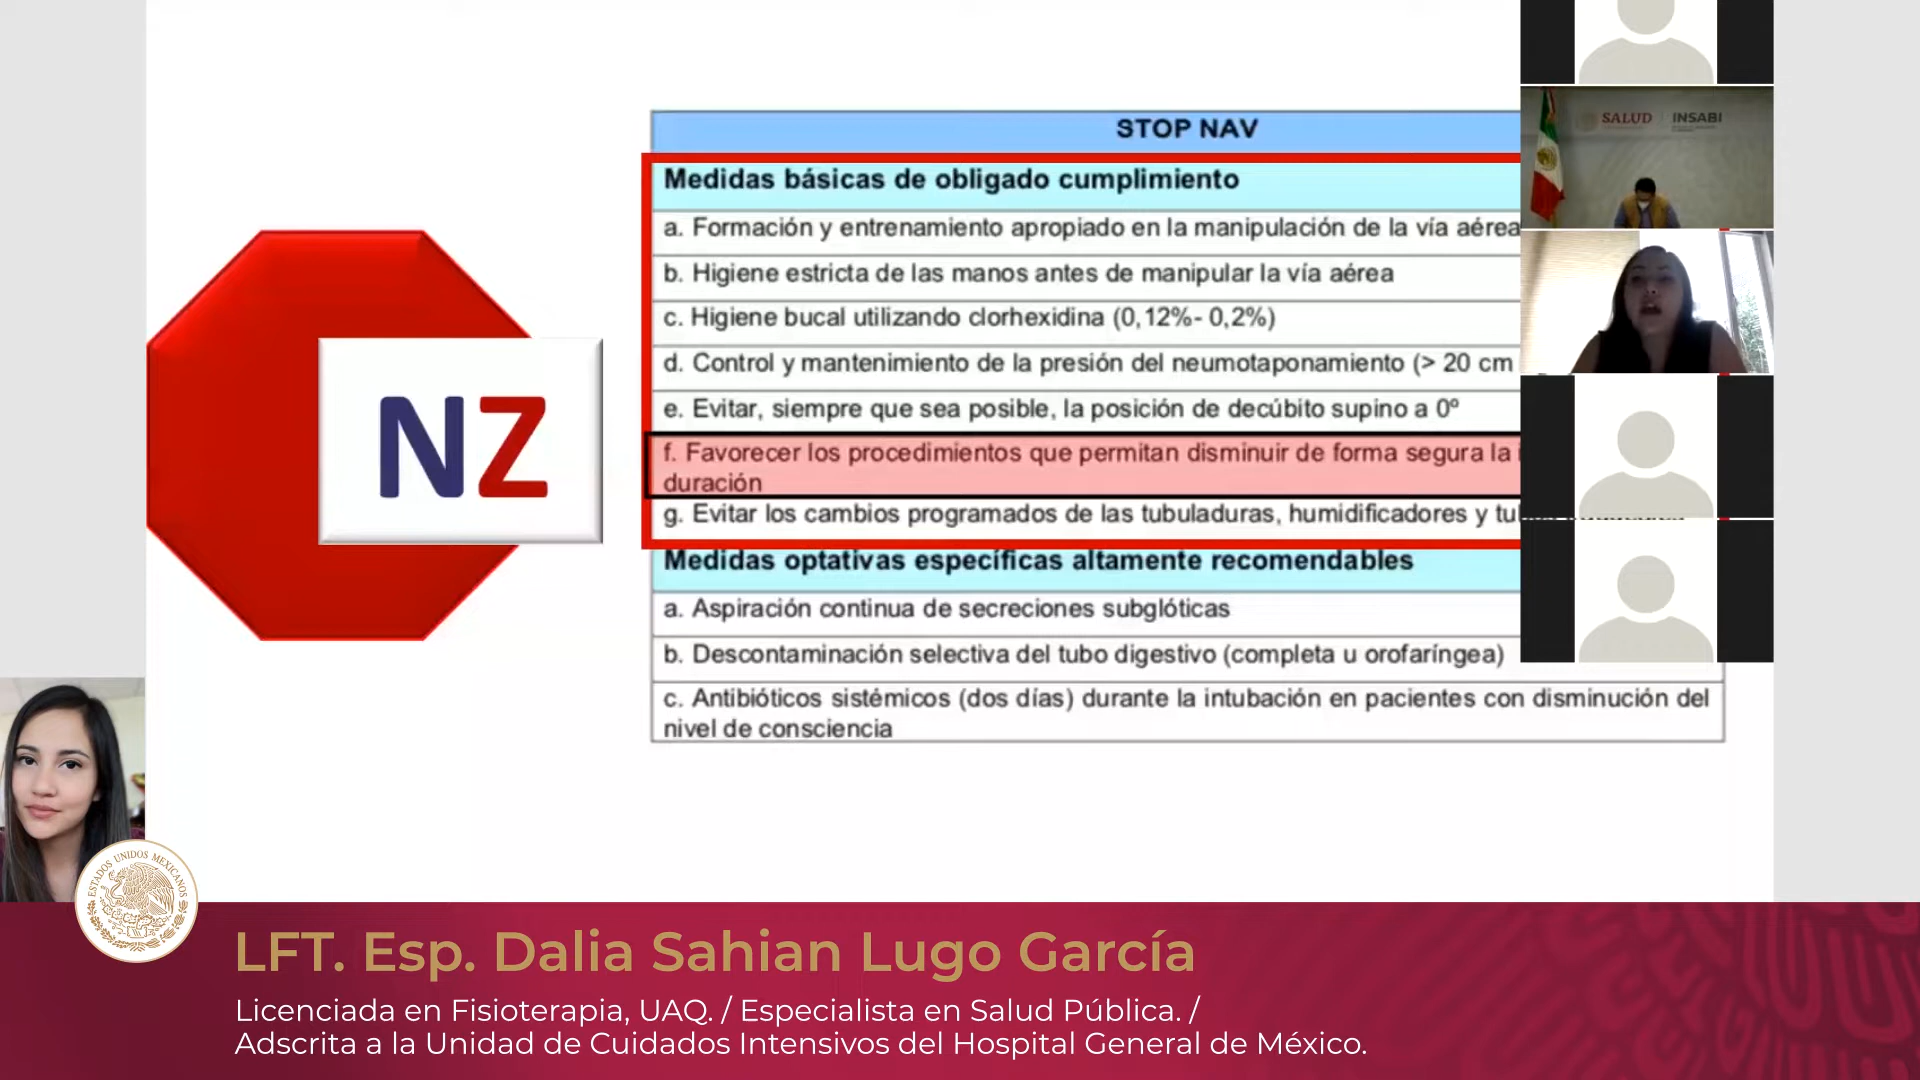 STOP NAV
Medidas básicas de obligado cumplimiento
a. Formación y entrenamiento apropiado en la manipulación de la vía aérea
b. Higiene estricta de las manos antes de manipular la vía aérea
c. Higiene bucal utilizando clorhexidina (0,12%- 0,2%)
d. Control y mantenimiento de la presión del neumotaponamiento (> 20 cm
e. Evitar, siempre que sea posible, la posición de decúbito supino a 0º
f. Favorecer los procedimientos que permitan disminuir de forma segura la
duración
g. Evitar los cambios programados de las tubuladuras, humidificadores y
Medidas optativas específicas altamente recomendables
a. Aspiración continua de secreciones subglóticas
b. Descontaminación selectiva del tubo digestivo (completa u orofaríngea)
c. Antibióticos sistémicos (dos días) durante la intubación en pacientes con disminución del
nivel de consciencia
NZ
SALUD INSABI
ESTADOS UNIDOS MEXICANOS
LFT. Esp. Dalia Sahian Lugo García
Licenciada en Fisioterapia, UAQ. / Especialista en Salud Pública. /
Adscrita a la Unidad de Cuidados Intensivos del Hospital General de México.